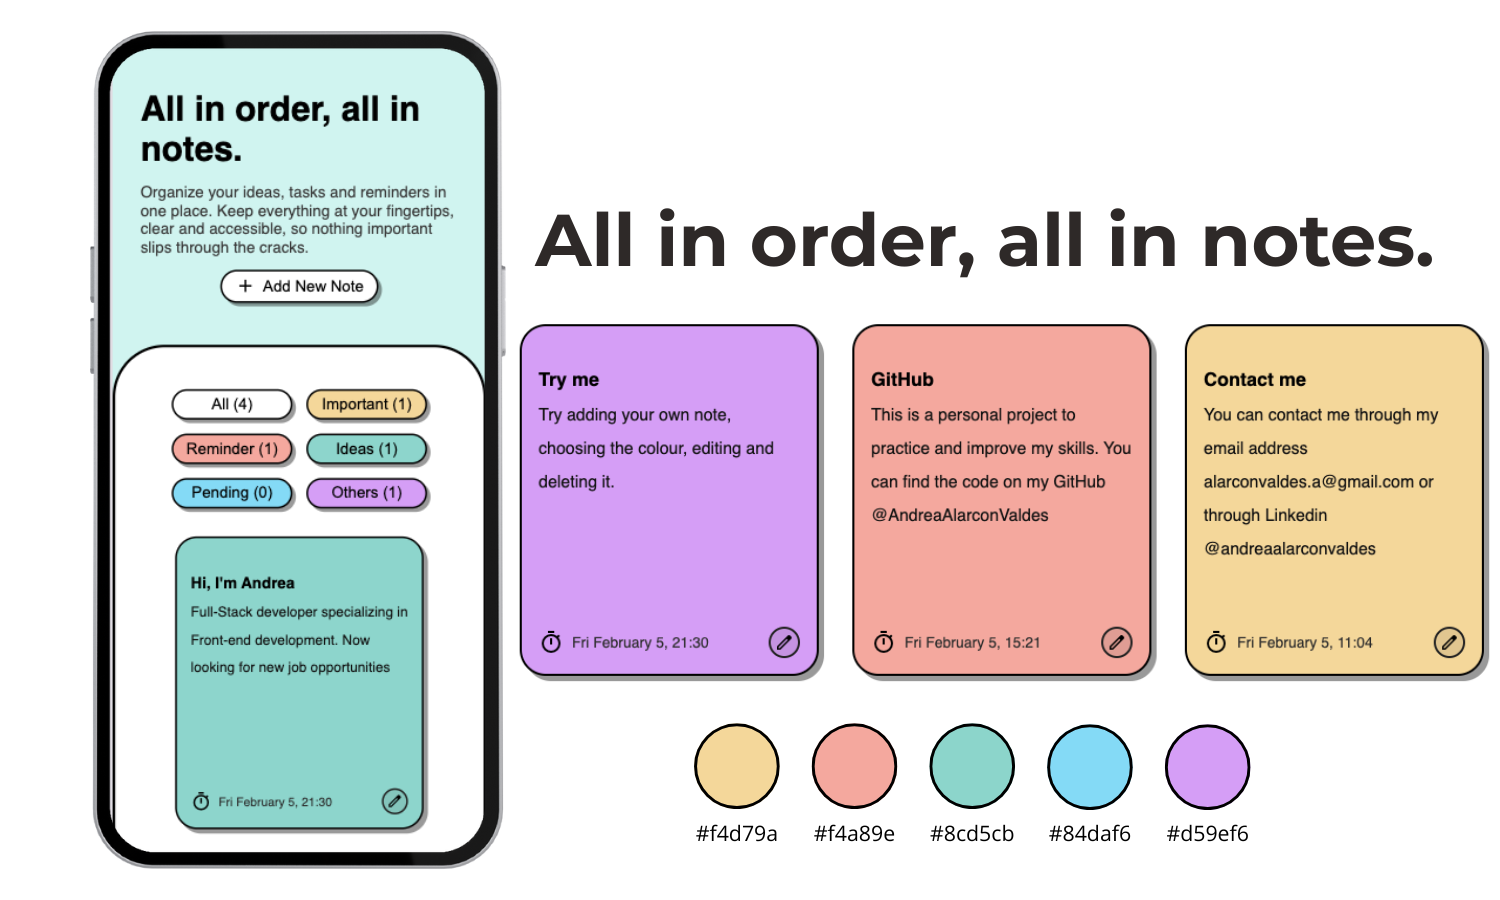 All in order, all in
notes.
Organize your ideas, tasks and reminders in
one place. Keep everything at your fingertips,
clear and accessible, so nothing important
slips through the cracks.
+ Add New Note
All (4)
Important (1)
Reminder (1)
Ideas (1)
Pending (0)
Others (1)
Hi, I'm Andrea
Full-Stack developer specializing in
Front-end development. Now
looking for new job opportunities
Fri February 5, 21:30
All in order, all in notes.
Try me
Try adding your own note,
choosing the colour, editing and
deleting it.
Fri February 5, 21:30
GitHub
This is a personal project to
practice and improve my skills. You
can find the code on my GitHub
@AndreaAlarconValdes
Fri February 5, 15:21
Contact me
You can contact me through my
email address
alarconvaldes.a@gmail.com or
through Linkedin
@andreaalarconvaldes
Fri February 5, 11:04
#f4d79a
#f4a89e
#8cd5cb
#84daf6
#d59ef6